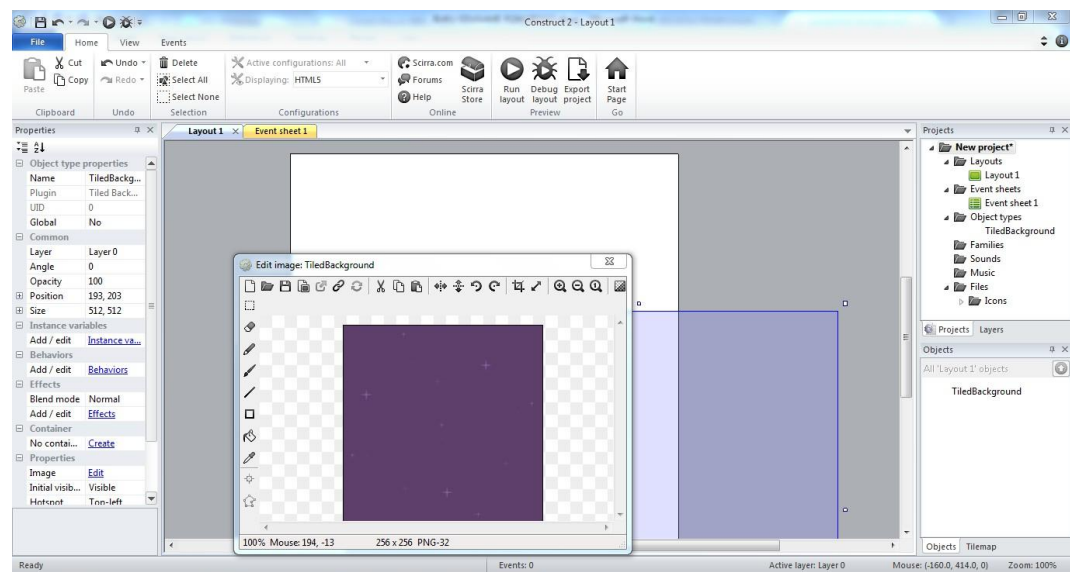 Construct 2 - Layout 1
File Home View Events
Paste
Cut
Copy
Clipboard
Undo
Redo
Undo
Delete
Select All
Select None
Selection
Active configurations: All
Displaying: HTML5
Configurations
Scirra.com
Forums
Help
Scirra Store
Online
Run layout
Debug layout
Export project
Preview
Start Page
Go
Properties
Layout 1
Event sheet 1
Object type properties
Name TiledBackg...
Plugin Tiled Back...
UID 0
Global No
Common
Layer Layer 0
Angle 0
Opacity 100
Position 193, 203
Size 512, 512
Instance variables
Add / edit Instance va...
Behaviors
Add / edit Behaviors
Effects
Blend mode Normal
Add / edit Effects
Container
No contai... Create
Properties
Image Edit
Initial visib... Visible
Hotspot Top-left
Edit image: TiledBackground
100% Mouse: 194, -13 256 x 256 PNG-32
Projects
New project*
Layouts
Layout 1
Event sheets
Event sheet 1
Object types
TiledBackground
Families
Sounds
Music
Files
Icons
Projects Layers
Objects
All 'Layout 1' objects
TiledBackground
Objects Tilemap
Ready Events: 0 Active layer: Layer 0 Mouse: (-160.0, 414.0, 0) Zoom: 100%